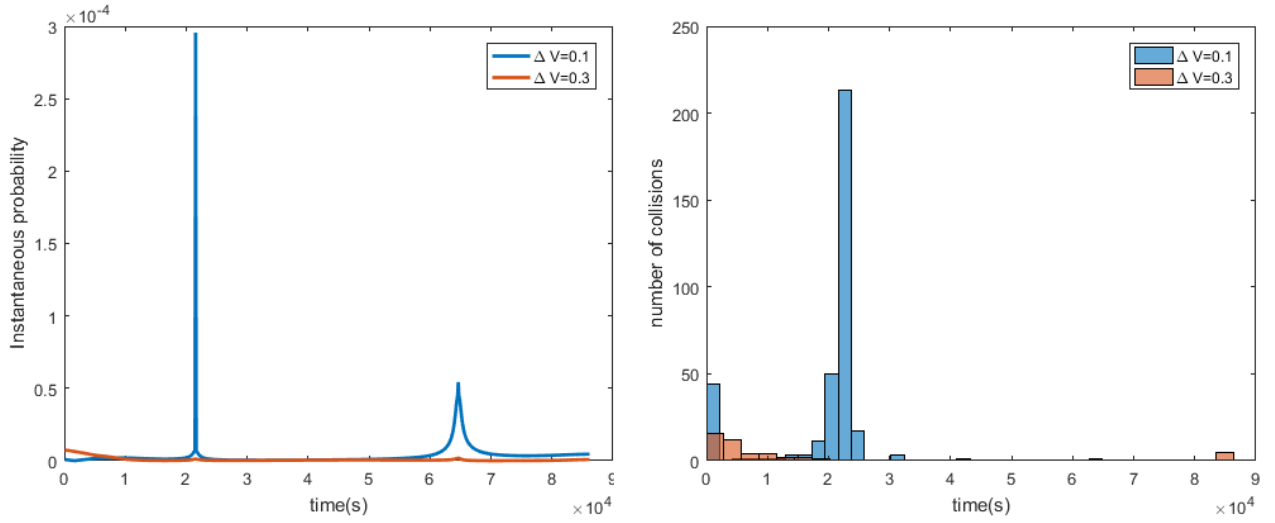 ×10^-4
3
2.5
2
1.5
1
0.5
0
Instantaneous probability
0 1 2 3 4 5 6 7 8 9
time(s)
×10^4
Δ V=0.1
Δ V=0.3
250
200
150
100
50
0
number of collisions
0 1 2 3 4 5 6 7 8 9
time(s)
×10^4
Δ V=0.1
Δ V=0.3